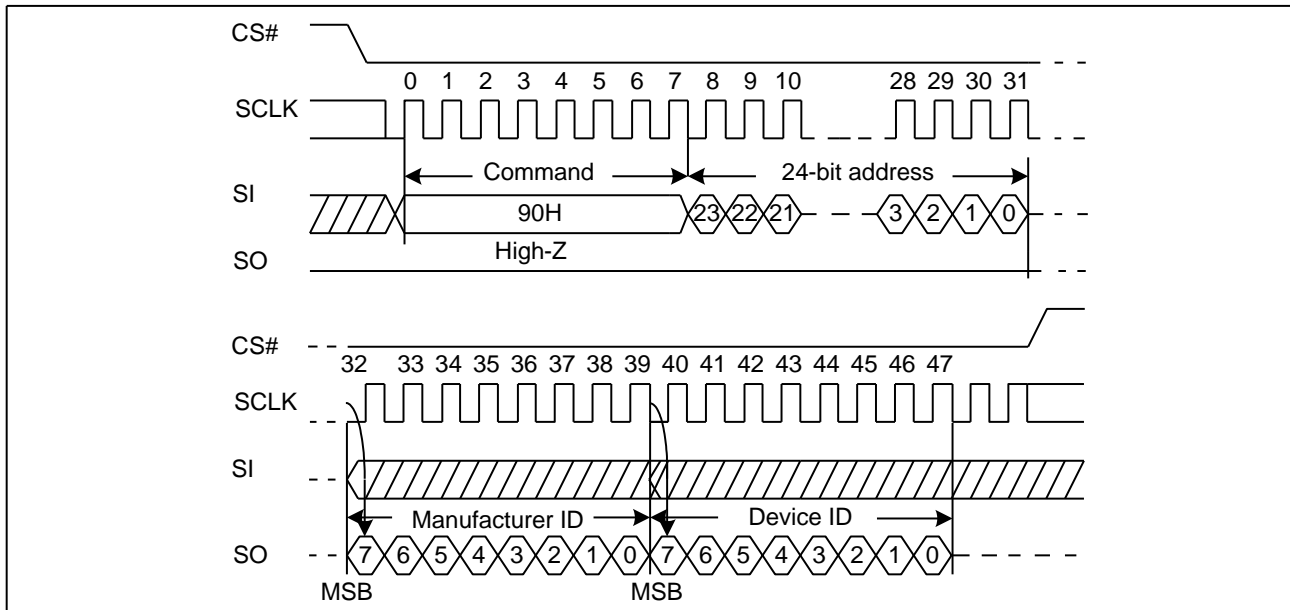 CS#
0 1 2 3 4 5 6 7 8 9 10 28 29 30 31
SCLK
Command 24-bit address
SI
90H 23 22 21 3 2 1 0
High-Z
SO
CS#
32 33 34 35 36 37 38 39 40 41 42 43 44 45 46 47
SCLK
SI
Manufacturer ID Device ID
SO 7 6 5 4 3 2 1 0 7 6 5 4 3 2 1 0
MSB MSB